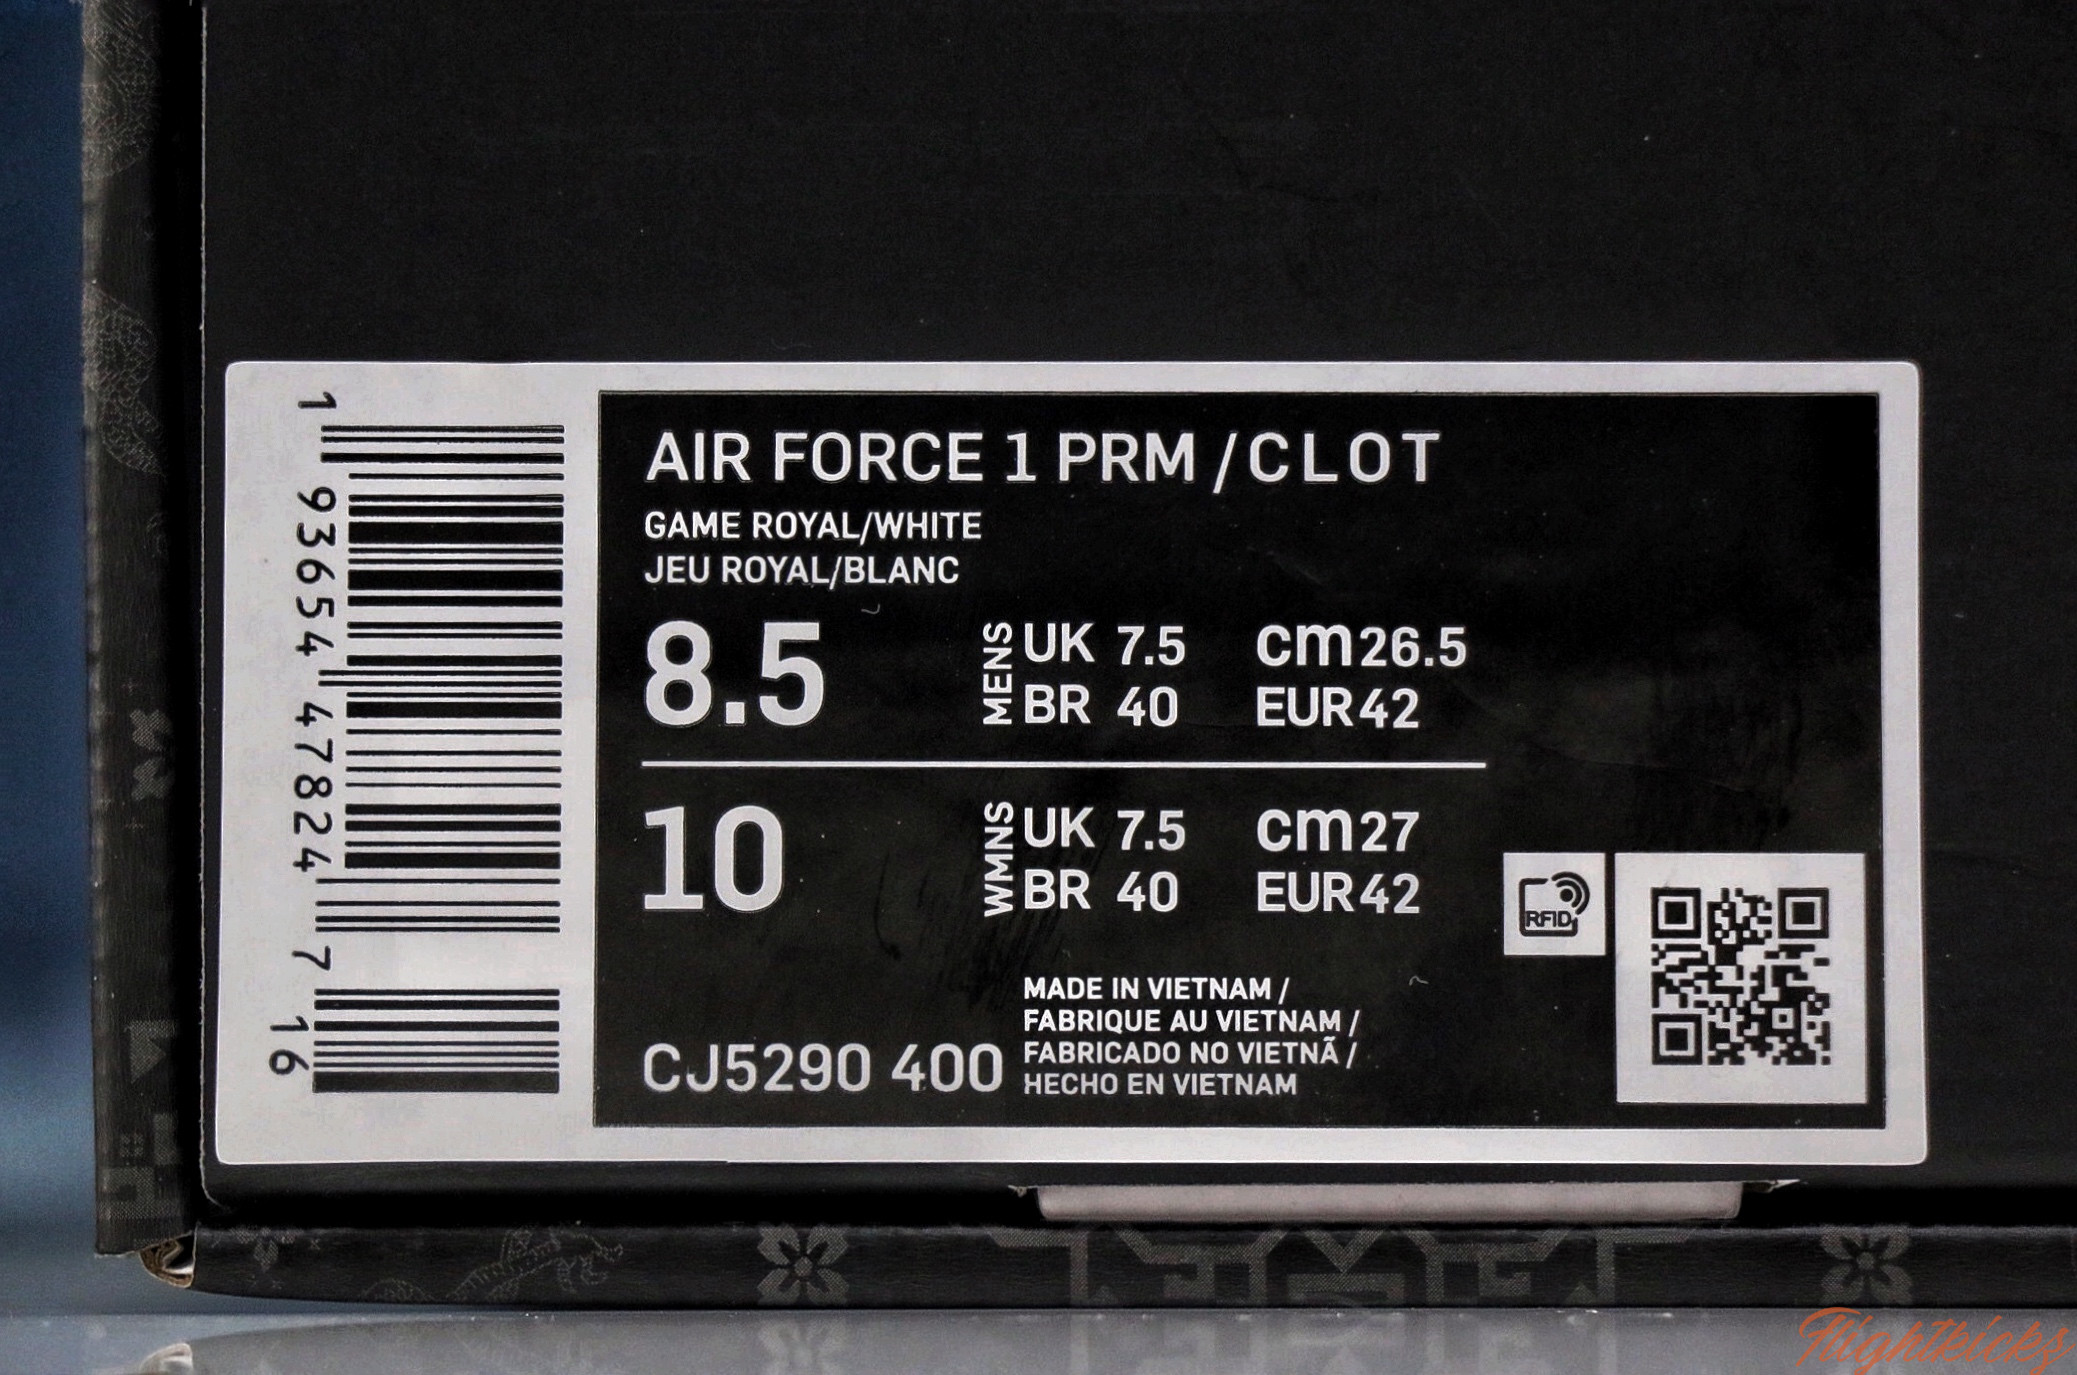 1 93654 47824 7 16
AIR FORCE 1 PRM / CLOT
GAME ROYAL/WHITE
JEU ROYAL/BLANC
8.5 MENS UK 7.5 cm 26.5
BR 40 EUR 42
10 WMNS UK 7.5 cm 27
BR 40 EUR 42
RFID
MADE IN VIETNAM /
FABRIQUE AU VIETNAM /
FABRICADO NO VIETNÃ /
HECHO EN VIETNAM
CJ5290 400
Flightkickz